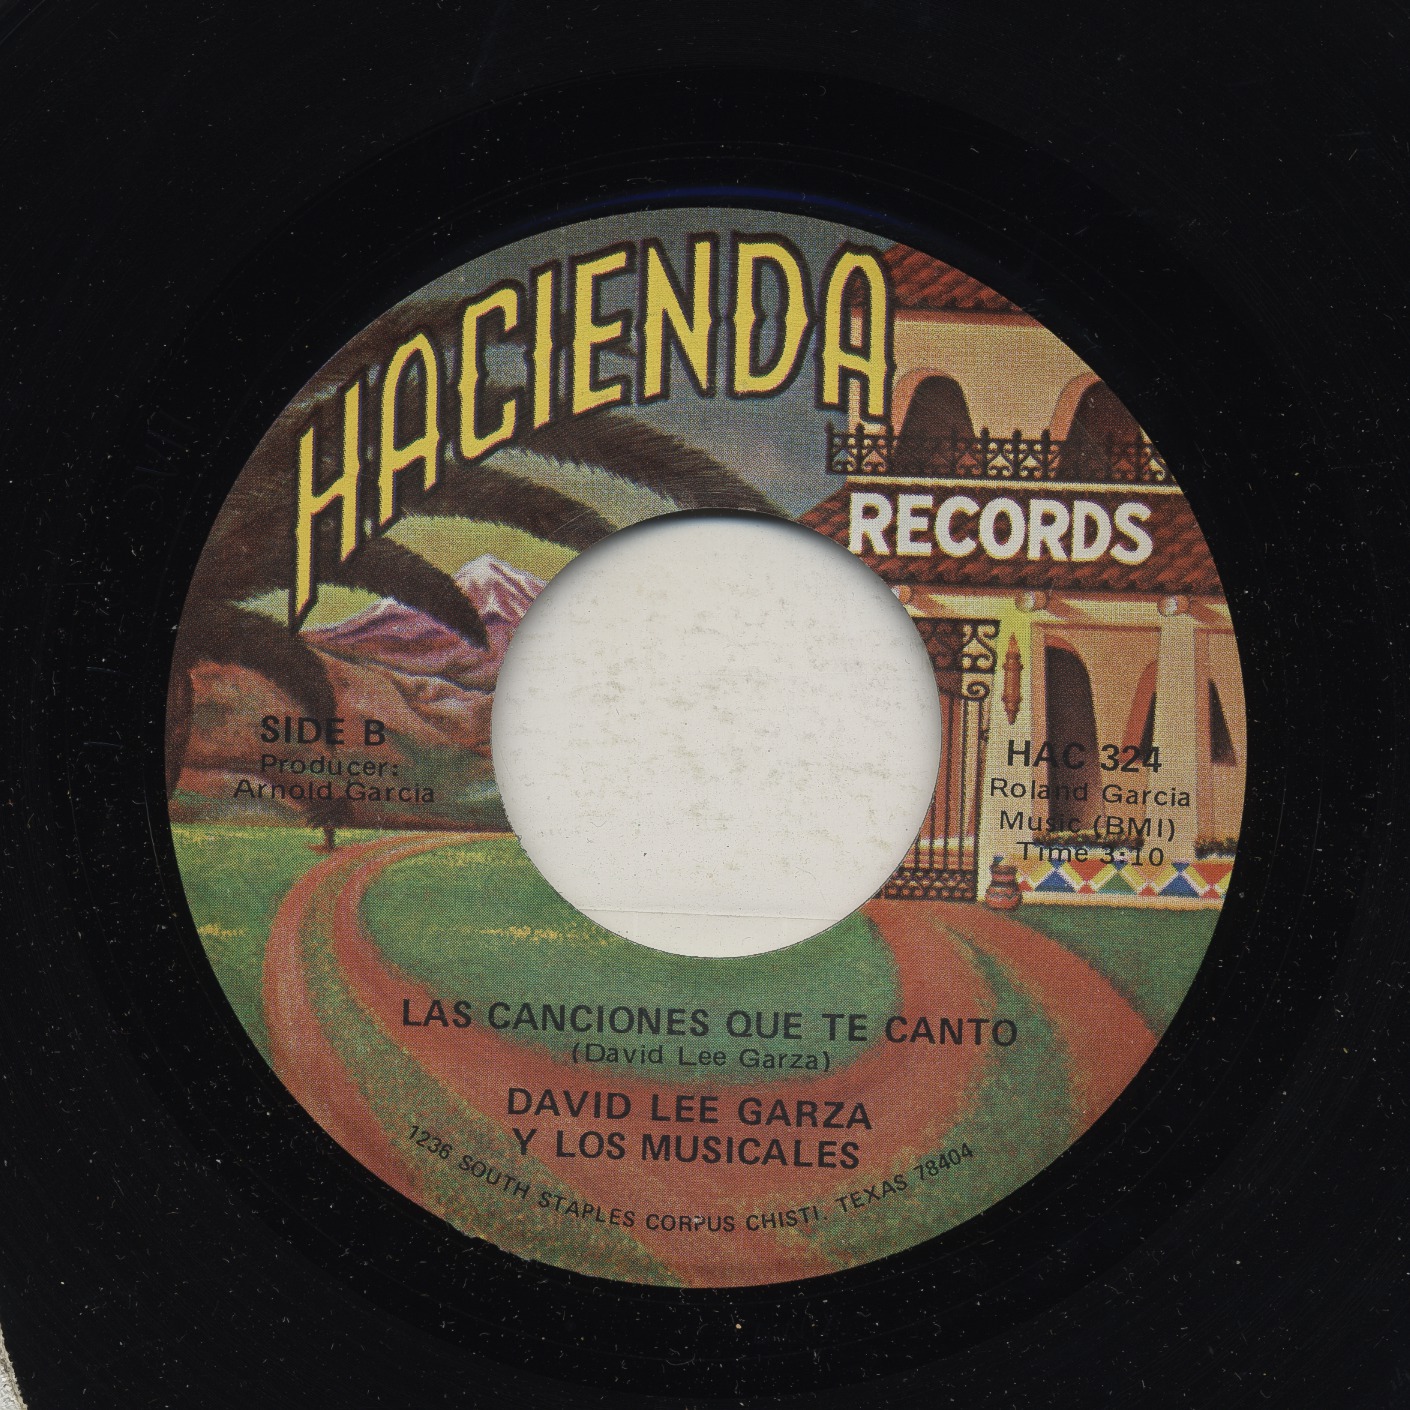 HACIENDA
RECORDS
SIDE B
Producer:
Arnold Garcia
HAC 324
Roland Garcia
Music (BMI)
Time 3:10
LAS CANCIONES QUE TE CANTO
(David Lee Garza)
DAVID LEE GARZA
Y LOS MUSICALES
1236 SOUTH STAPLES CORPUS CHISTI. TEXAS 78404